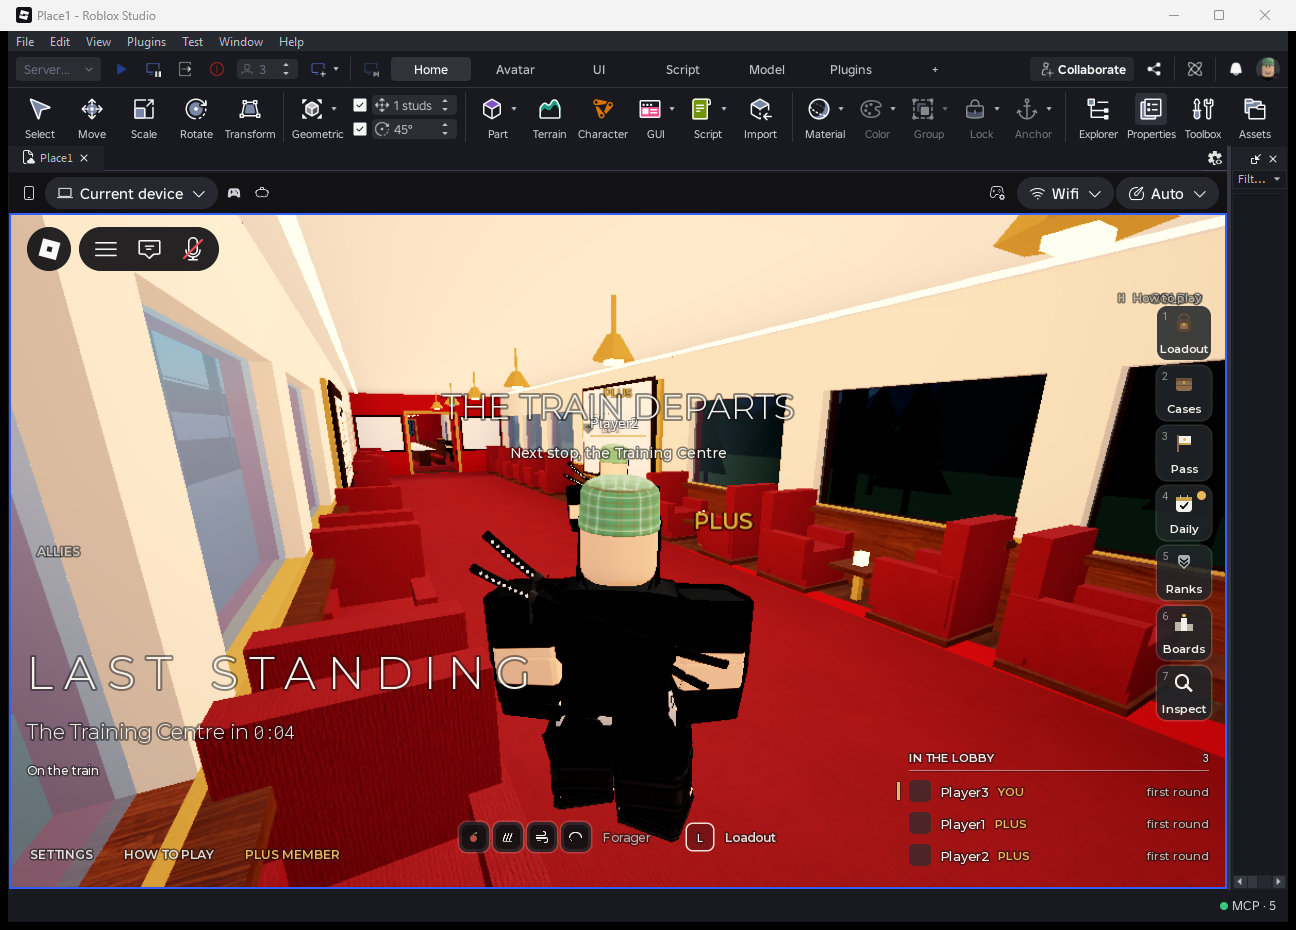 Place1 - Roblox Studio
File Edit View Plugins Test Window Help
Server... 3 Home Avatar UI Script Model Plugins + Collaborate
1 studs
45°
Select Move Scale Rotate Transform Geometric Part Terrain Character GUI Script Import Material Color Group Lock Anchor Explorer Properties Toolbox Assets
Place1
Current device Wifi Auto
Filt...
H How to play
1
Loadout
2
Cases
3
Pass
4
Daily
5
Ranks
6
Boards
7
Inspect
PLUS
THE TRAIN DEPARTS
Player2
Next stop, the Training Centre
PLUS
ALLIES
LAST STANDING
The Training Centre in 0:04
On the train
SETTINGS HOW TO PLAY PLUS MEMBER
Forager L Loadout
IN THE LOBBY 3
Player3 YOU first round
Player1 PLUS first round
Player2 PLUS first round
MCP · 5